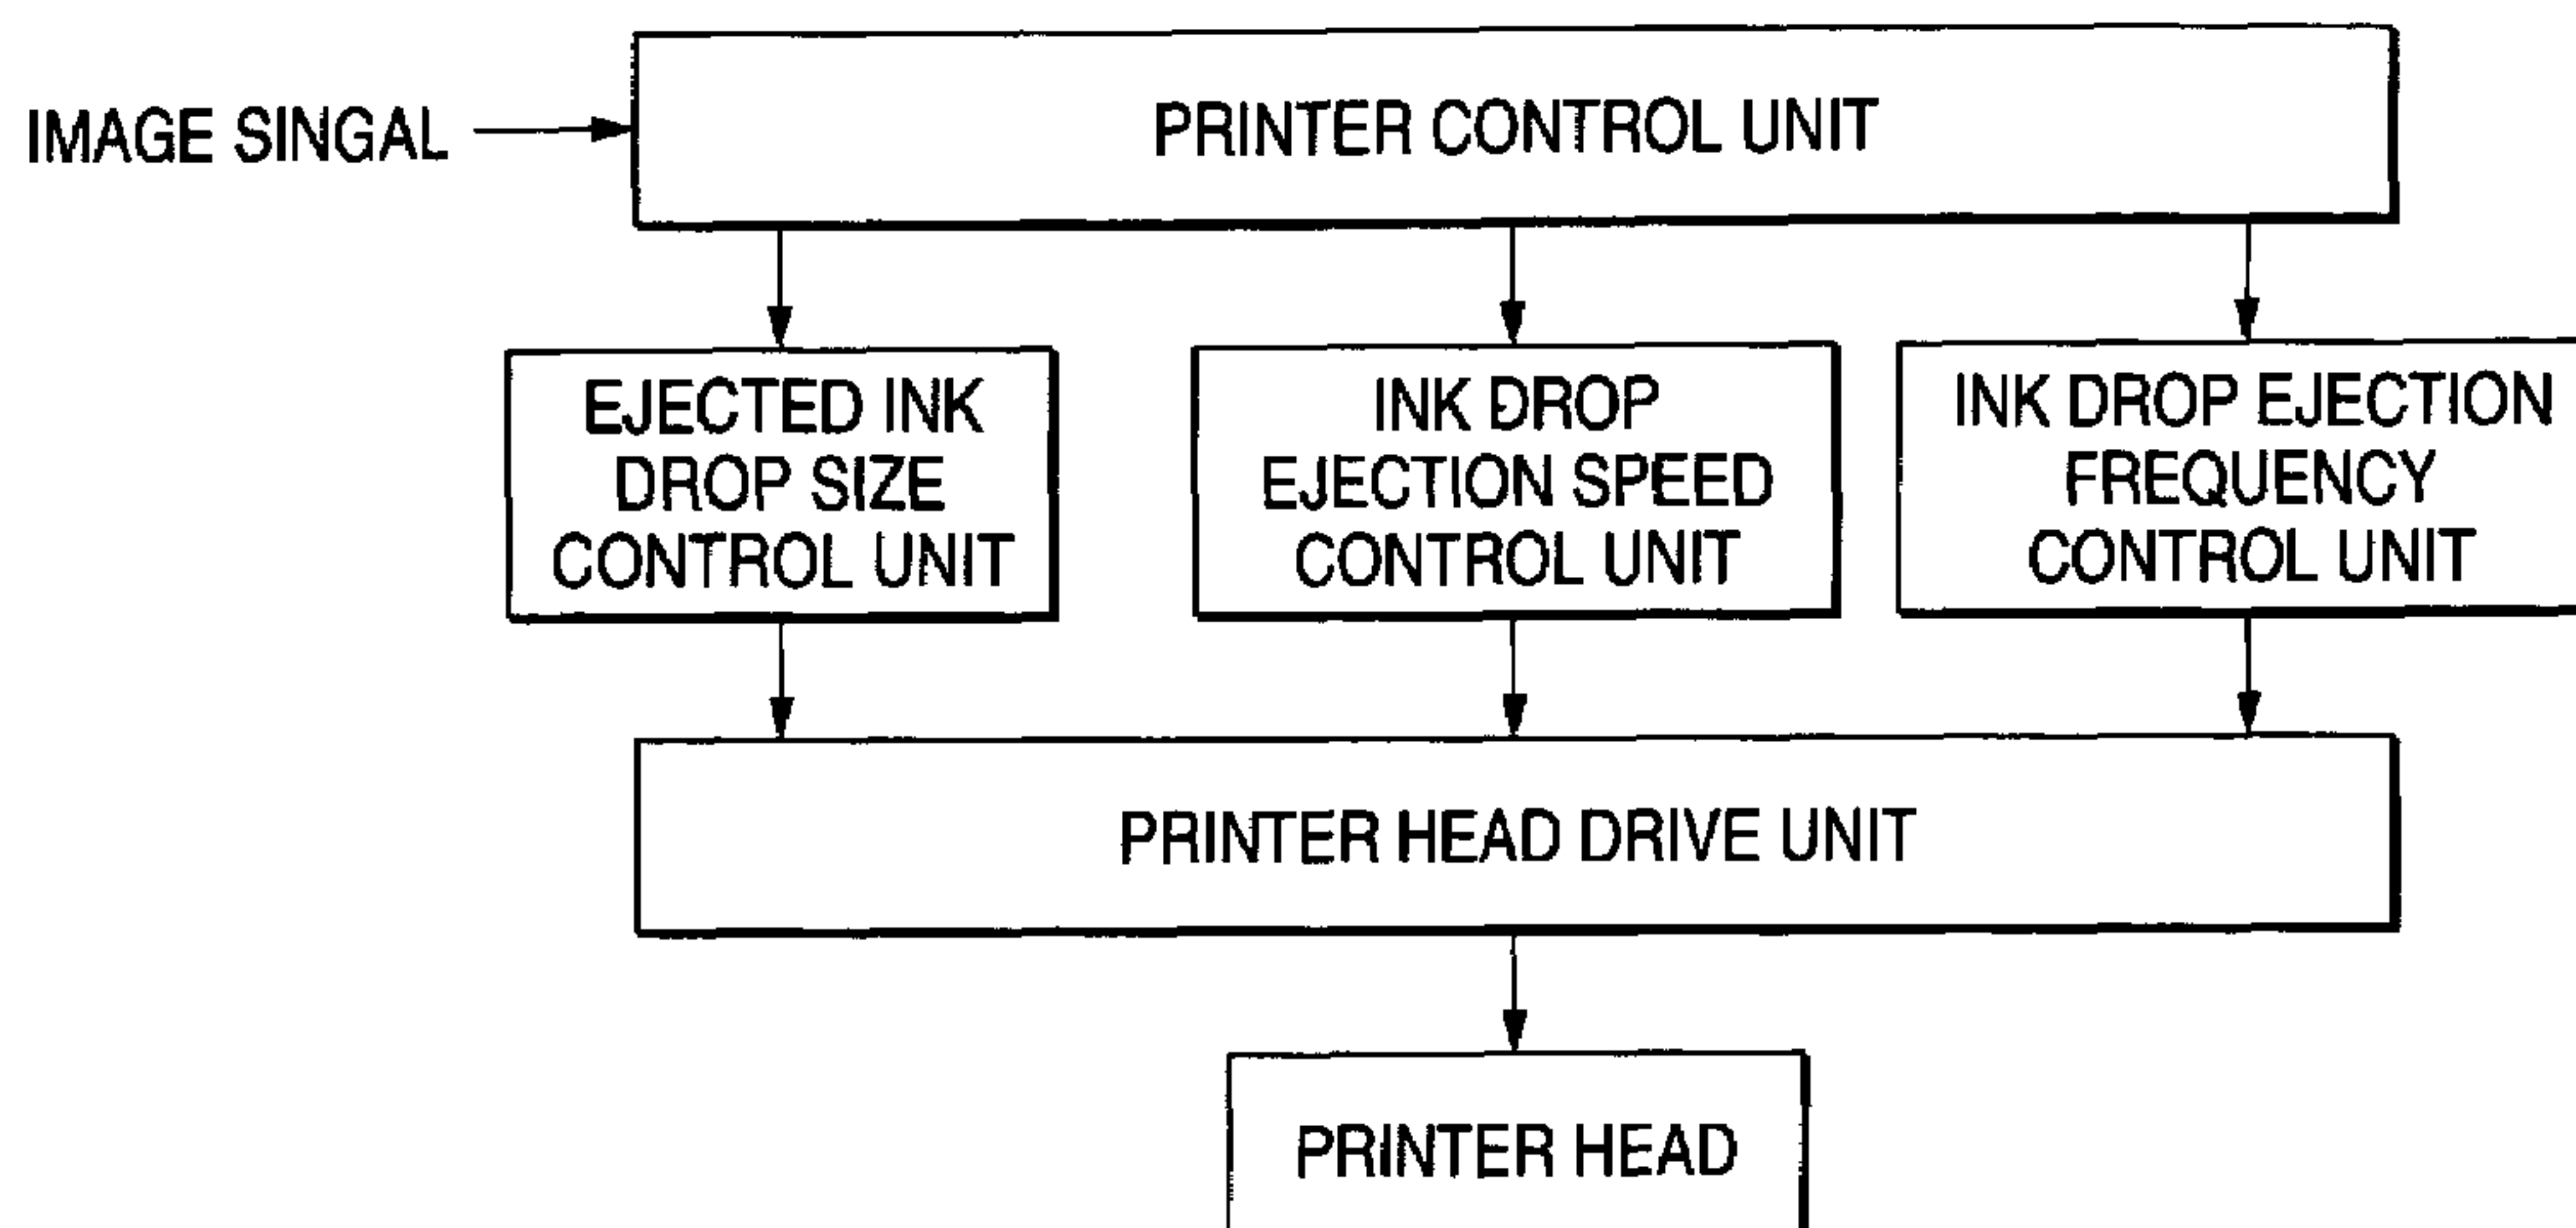 IMAGE SINGAL
PRINTER CONTROL UNIT
EJECTED INK
DROP SIZE
CONTROL UNIT
INK DROP
EJECTION SPEED
CONTROL UNIT
INK DROP EJECTION
FREQUENCY
CONTROL UNIT
PRINTER HEAD DRIVE UNIT
PRINTER HEAD